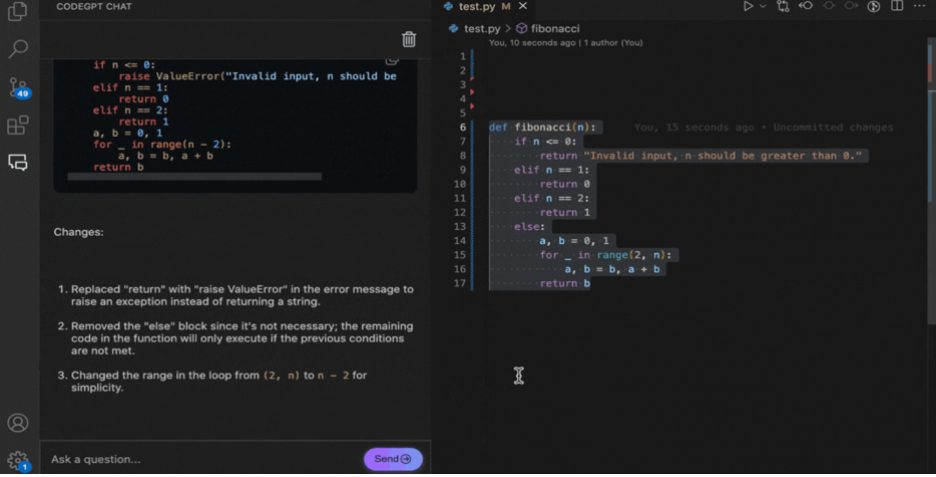 CODEGPT CHAT
if n <= 0:
raise ValueError("Invalid input, n should be
elif n == 1:
return 0
elif n == 2:
return 1
a, b = 0, 1
for _ in range(n - 2):
a, b = b, a + b
return b
Changes:
1. Replaced "return" with "raise ValueError" in the error message to
raise an exception instead of returning a string.
2. Removed the "else" block since it's not necessary; the remaining
code in the function will only execute if the previous conditions
are not met.
3. Changed the range in the loop from (2, n) to n - 2 for
simplicity.
Ask a question...
Send
49
1
test.py M
test.py > fibonacci
You, 10 seconds ago | 1 author (You)
1
2
3
4
5
6 def fibonacci(n): You, 15 seconds ago • Uncommitted changes
7 if n <= 0:
8 return "Invalid input, n should be greater than 0."
9 elif n == 1:
10 return 0
11 elif n == 2:
12 return 1
13 else:
14 a, b = 0, 1
15 for _ in range(2, n):
16 a, b = b, a + b
17 return b